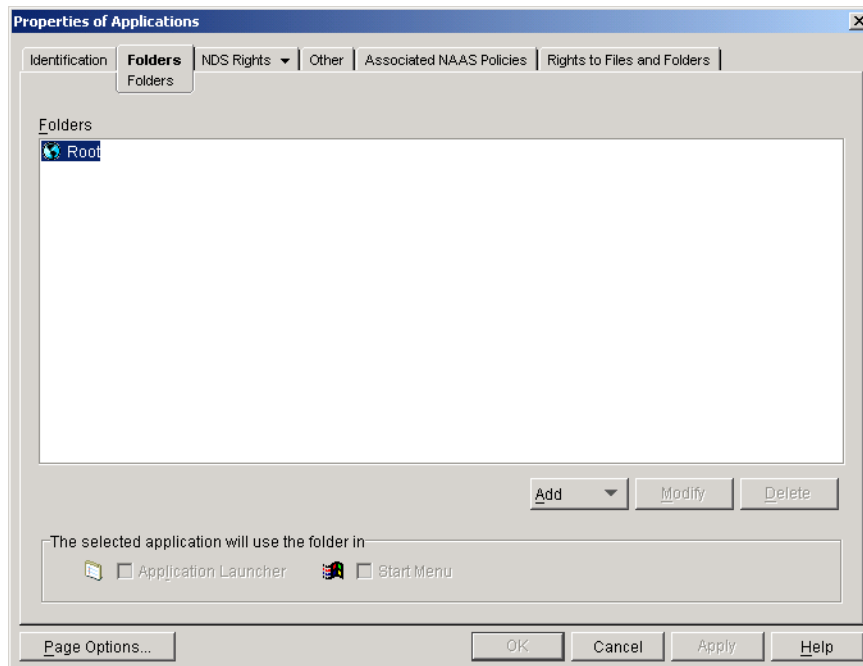 Properties of Applications
Identification Folders NDS Rights Other Associated NAAS Policies Rights to Files and Folders
Folders
Folders
Root
Add Modify Delete
The selected application will use the folder in
Application Launcher Start Menu
Page Options... OK Cancel Apply Help